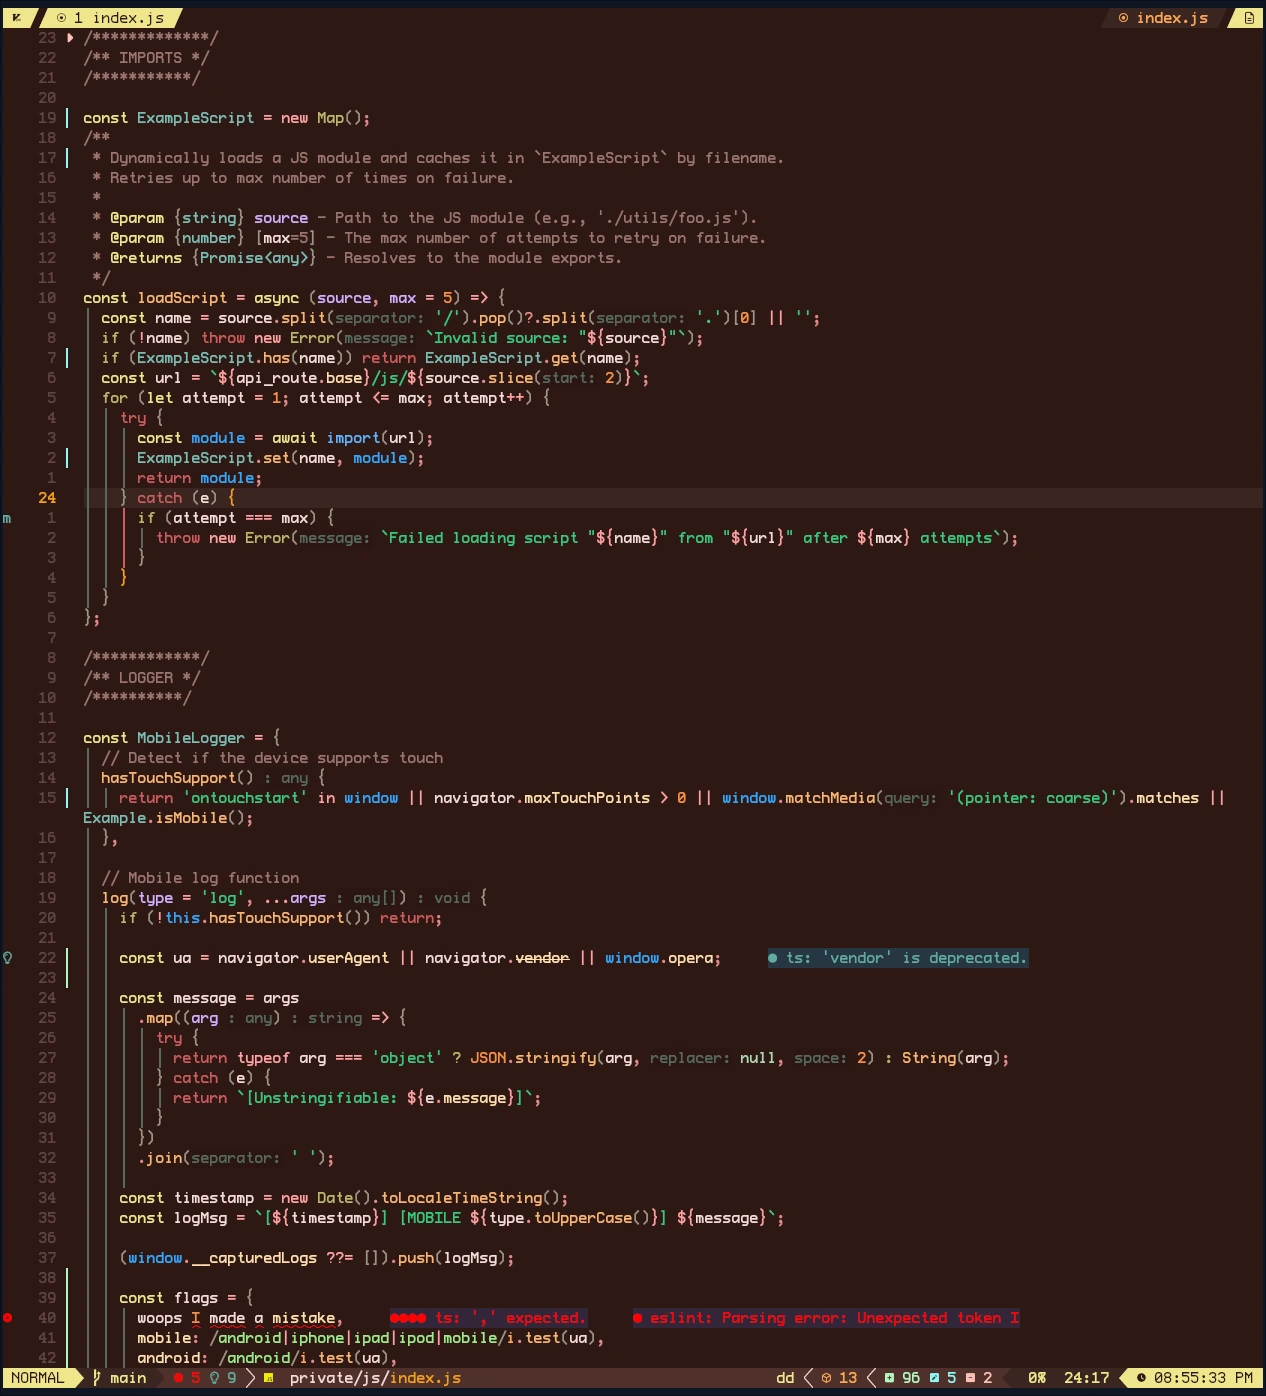 1 index.js index.js
23 /*************/
22 /** IMPORTS */
21 /***********/
20
19 const ExampleScript = new Map();
18 /**
17 * Dynamically loads a JS module and caches it in `ExampleScript` by filename.
16 * Retries up to max number of times on failure.
15 *
14 * @param {string} source - Path to the JS module (e.g., './utils/foo.js').
13 * @param {number} [max=5] - The max number of attempts to retry on failure.
12 * @returns {Promise<any>} - Resolves to the module exports.
11 */
10 const loadScript = async (source, max = 5) => {
9 const name = source.split(separator: '/').pop()?.split(separator: '.')[0] || '';
8 if (!name) throw new Error(message: `Invalid source: "${source}"`);
7 if (ExampleScript.has(name)) return ExampleScript.get(name);
6 const url = `${api_route.base}/js/${source.slice(start: 2)}`;
5 for (let attempt = 1; attempt <= max; attempt++) {
4 try {
3 const module = await import(url);
2 ExampleScript.set(name, module);
1 return module;
24 } catch (e) {
m 1 if (attempt === max) {
2 throw new Error(message: `Failed loading script "${name}" from "${url}" after ${max} attempts`);
3 }
4 }
5 }
6 };
7
8 /************/
9 /** LOGGER */
10 /**********/
11
12 const MobileLogger = {
13 // Detect if the device supports touch
14 hasTouchSupport() : any {
15 return 'ontouchstart' in window || navigator.maxTouchPoints > 0 || window.matchMedia(query: '(pointer: coarse)').matches ||
Example.isMobile();
16 },
17
18 // Mobile log function
19 log(type = 'log', ...args : any[]) : void {
20 if (!this.hasTouchSupport()) return;
21
22 const ua = navigator.userAgent || navigator.vendor || window.opera; ● ts: 'vendor' is deprecated.
23
24 const message = args
25 .map((arg : any) : string => {
26 try {
27 return typeof arg === 'object' ? JSON.stringify(arg, replacer: null, space: 2) : String(arg);
28 } catch (e) {
29 return `[Unstringifiable: ${e.message}]`;
30 }
31 })
32 .join(separator: ' ');
33
34 const timestamp = new Date().toLocaleTimeString();
35 const logMsg = `[${timestamp}] [MOBILE ${type.toUpperCase()}] ${message}`;
36
37 (window.__capturedLogs ??= []).push(logMsg);
38
39 const flags = {
40 woops I made a mistake, ●●●● ts: ',' expected. ● eslint: Parsing error: Unexpected token I
41 mobile: /android|iphone|ipad|ipod|mobile/i.test(ua),
42 android: /android/i.test(ua),
NORMAL main 5 9 private/js/index.js dd 13 96 5 2 0% 24:17 08:55:33 PM